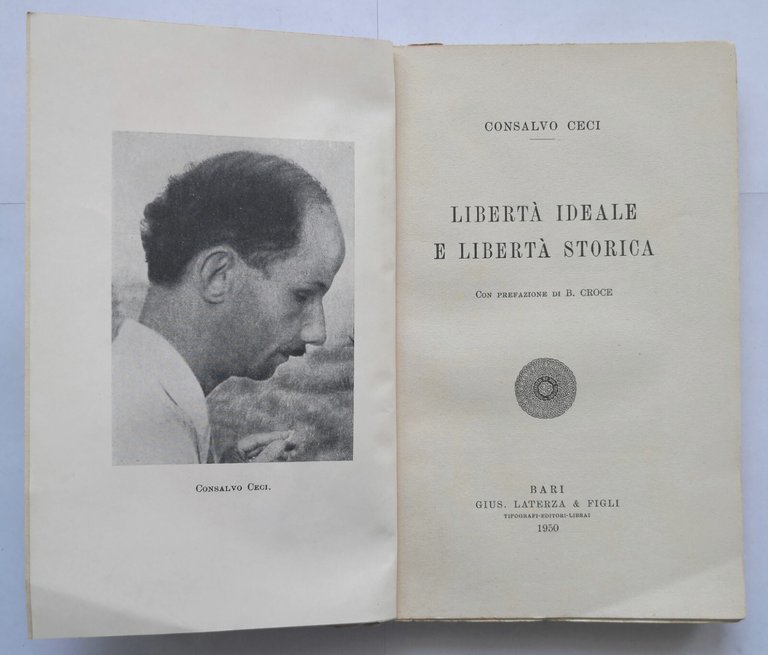 Consalvo Ceci.
CONSALVO CECI
LIBERTÀ IDEALE
E LIBERTÀ STORICA
Con prefazione di B. CROCE
BARI
GIUS. LATERZA & FIGLI
TIPOGRAFI-EDITORI-LIBRAI
1950